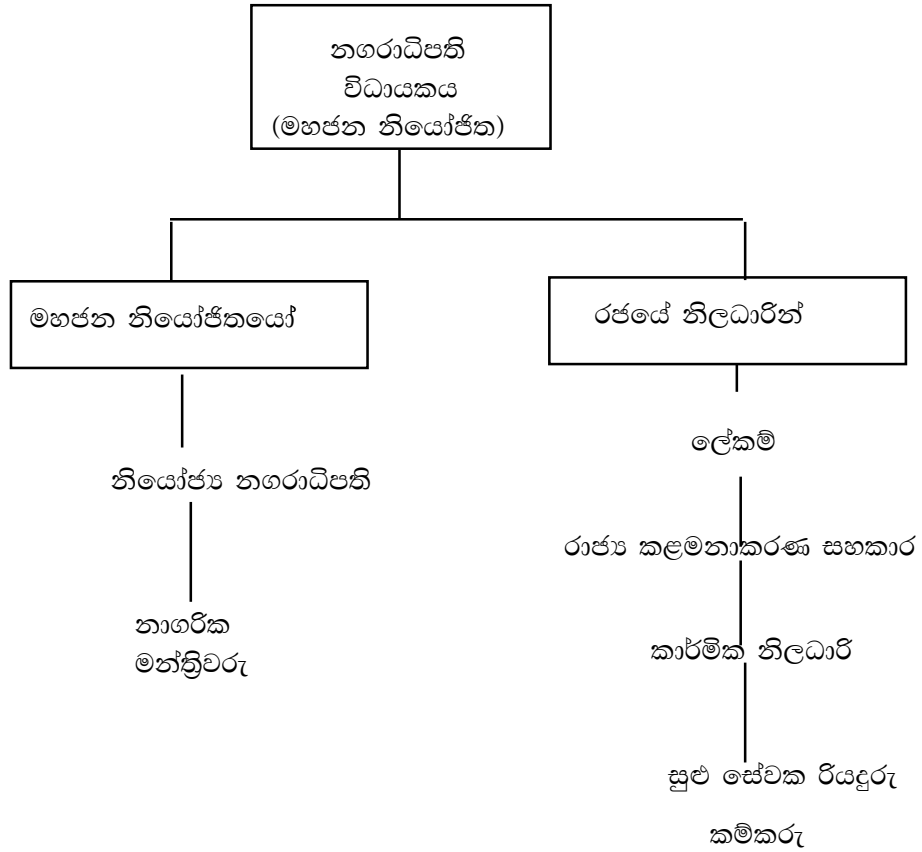 නගරාධිපති
විධායකය
(මහජන නියෝජිත)
මහජන නියෝජිතයෝ
රජයේ නිලධාරින්
ලේකම්
නියෝජ්‍ය නගරාධිපති
රාජ්‍ය කළමනාකරණ සහකාර
නාගරික
මන්ත්‍රිවරු
කාර්මික නිලධාරි
සුළු සේවක රියදුරු
කම්කරු